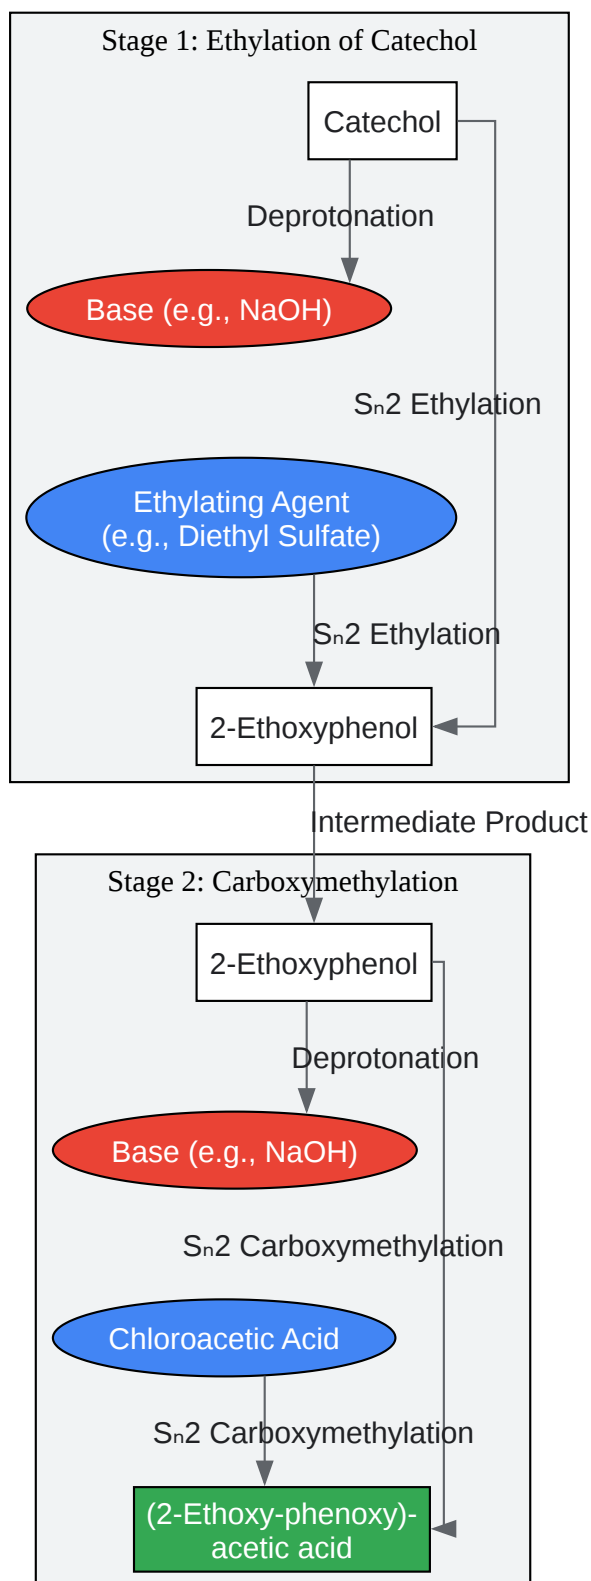 Stage 1: Ethylation of Catechol
Catechol
Deprotonation
Base (e.g., NaOH)
Sₙ2 Ethylation
Ethylating Agent
(e.g., Diethyl Sulfate)
Sₙ2 Ethylation
2-Ethoxyphenol
Intermediate Product
Stage 2: Carboxymethylation
2-Ethoxyphenol
Deprotonation
Base (e.g., NaOH)
Sₙ2 Carboxymethylation
Chloroacetic Acid
Sₙ2 Carboxymethylation
(2-Ethoxy-phenoxy)-
acetic acid